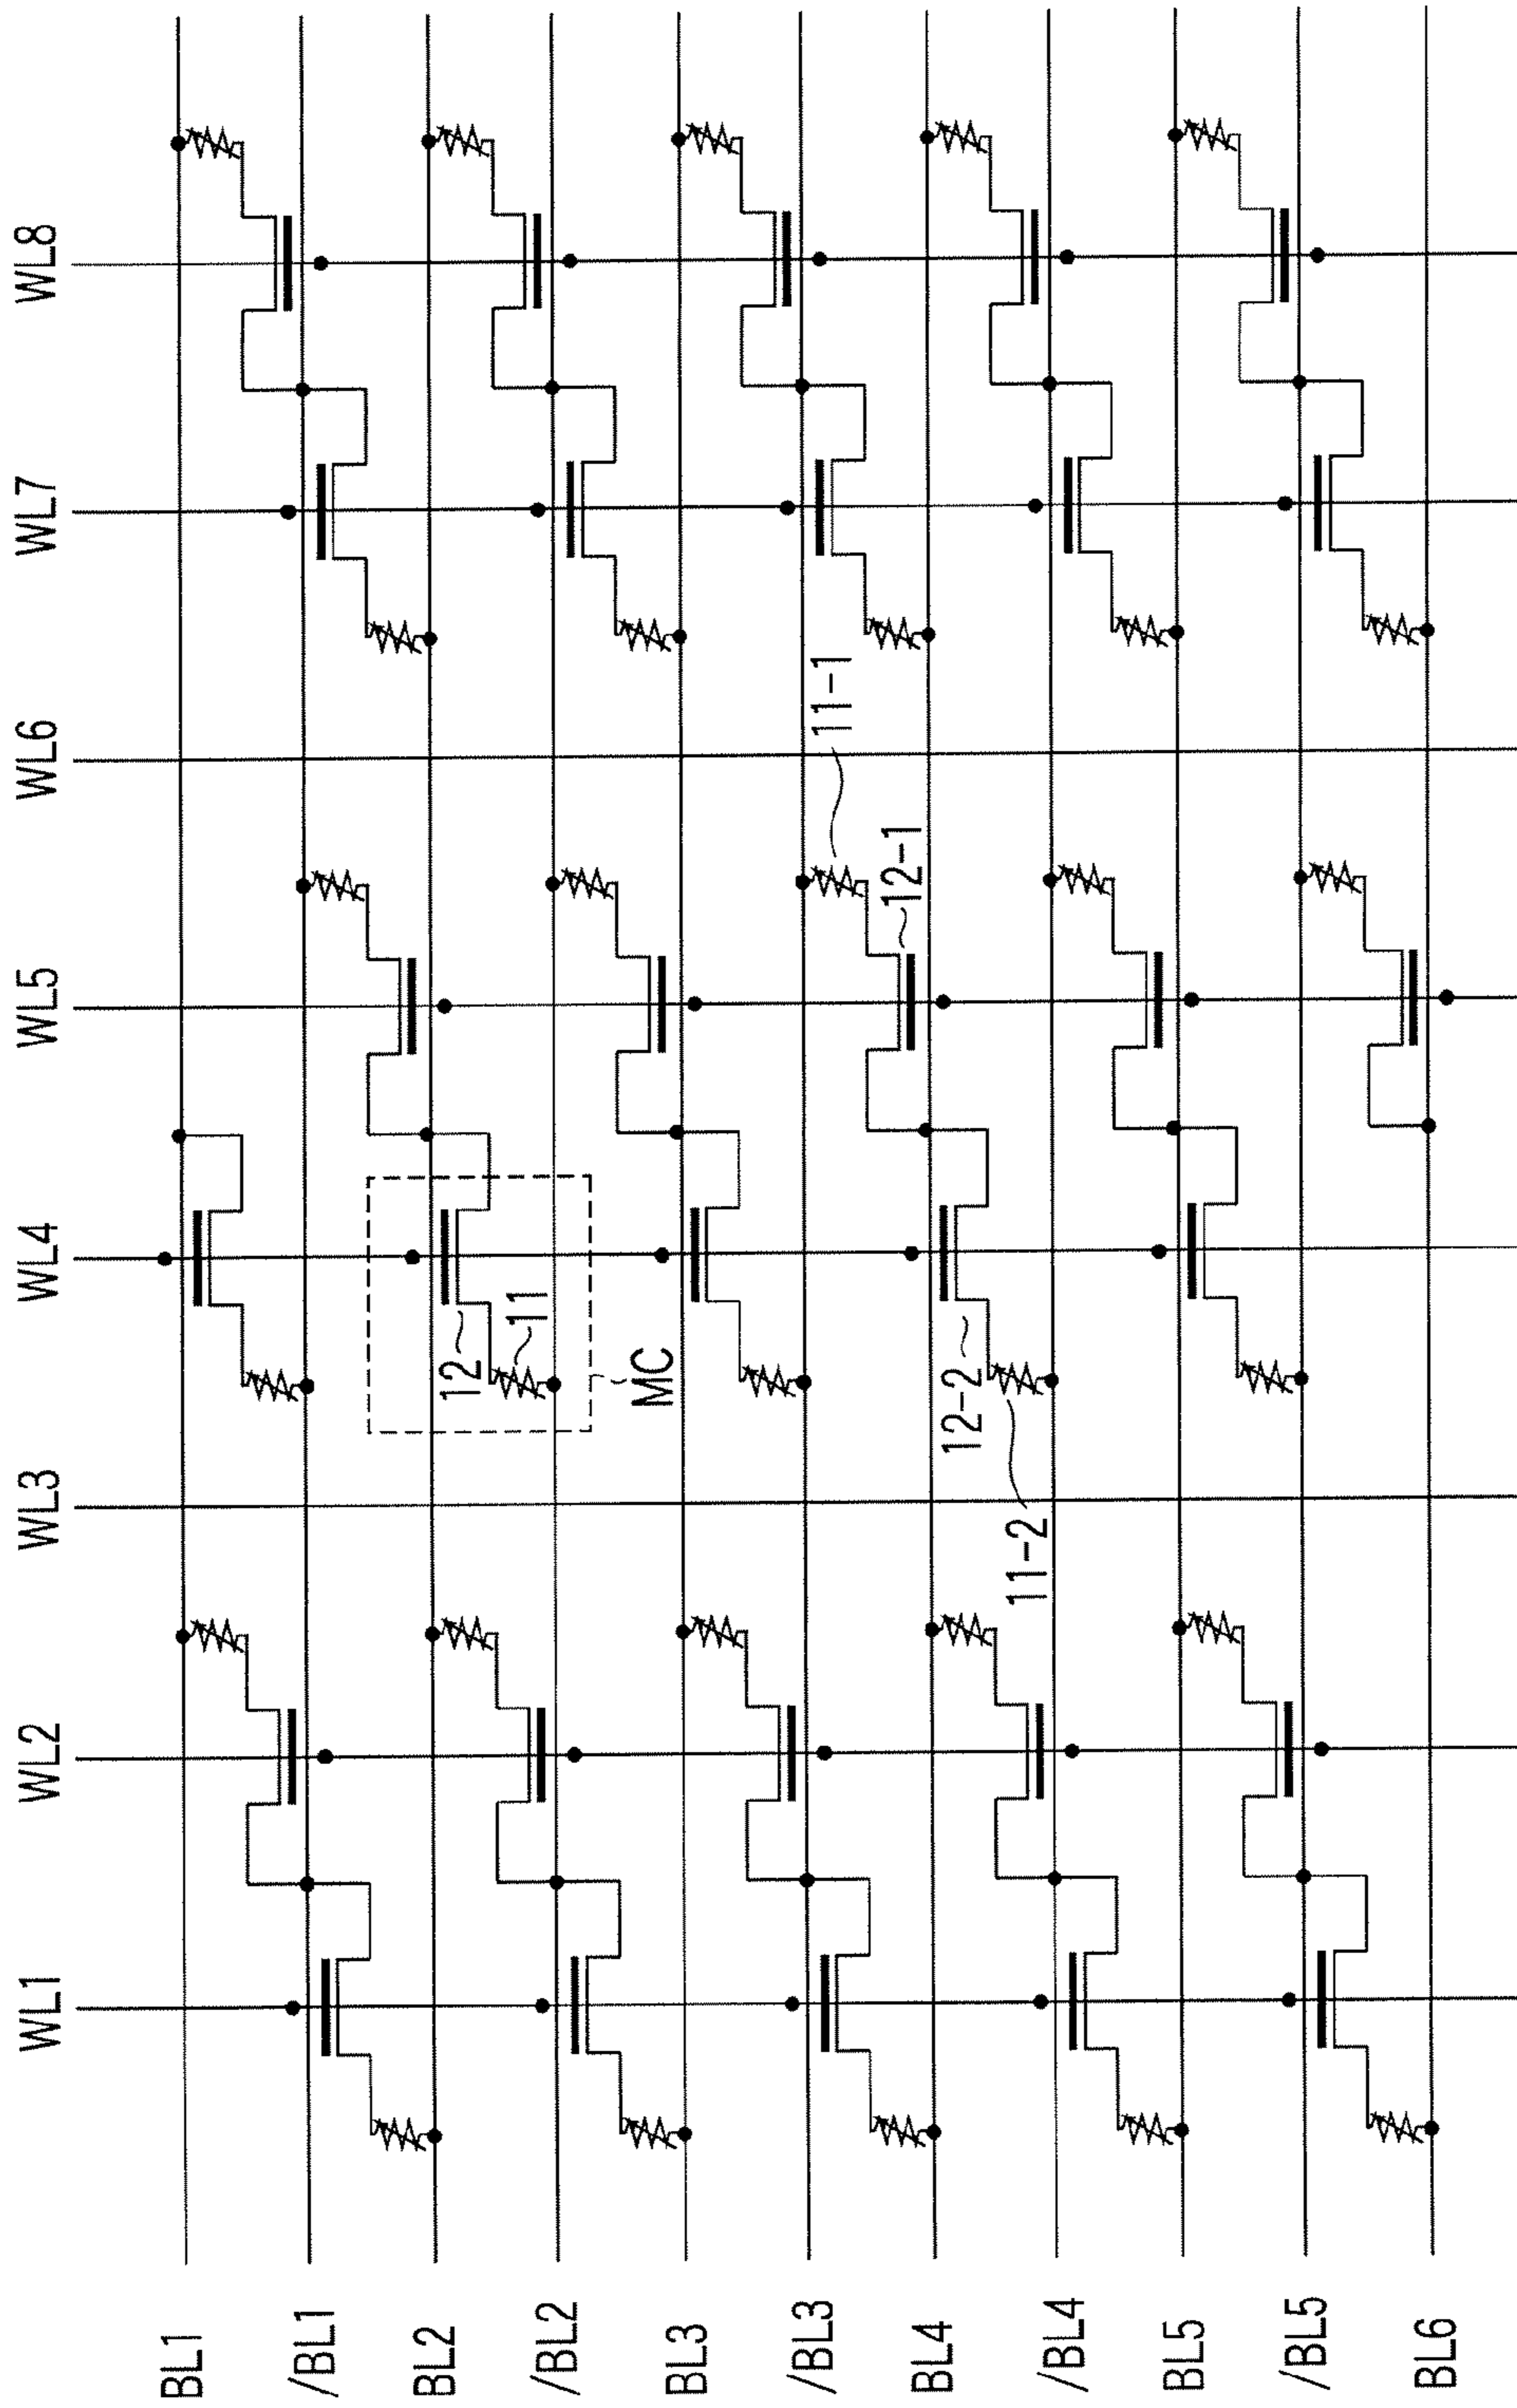 WL1
WL2
WL3
WL4
WL5
WL6
WL7
WL8
BL1
/BL1
BL2
/BL2
BL3
/BL3
BL4
/BL4
BL5
/BL5
BL6
12
11
MC
11-1
12-1
12-2
11-2